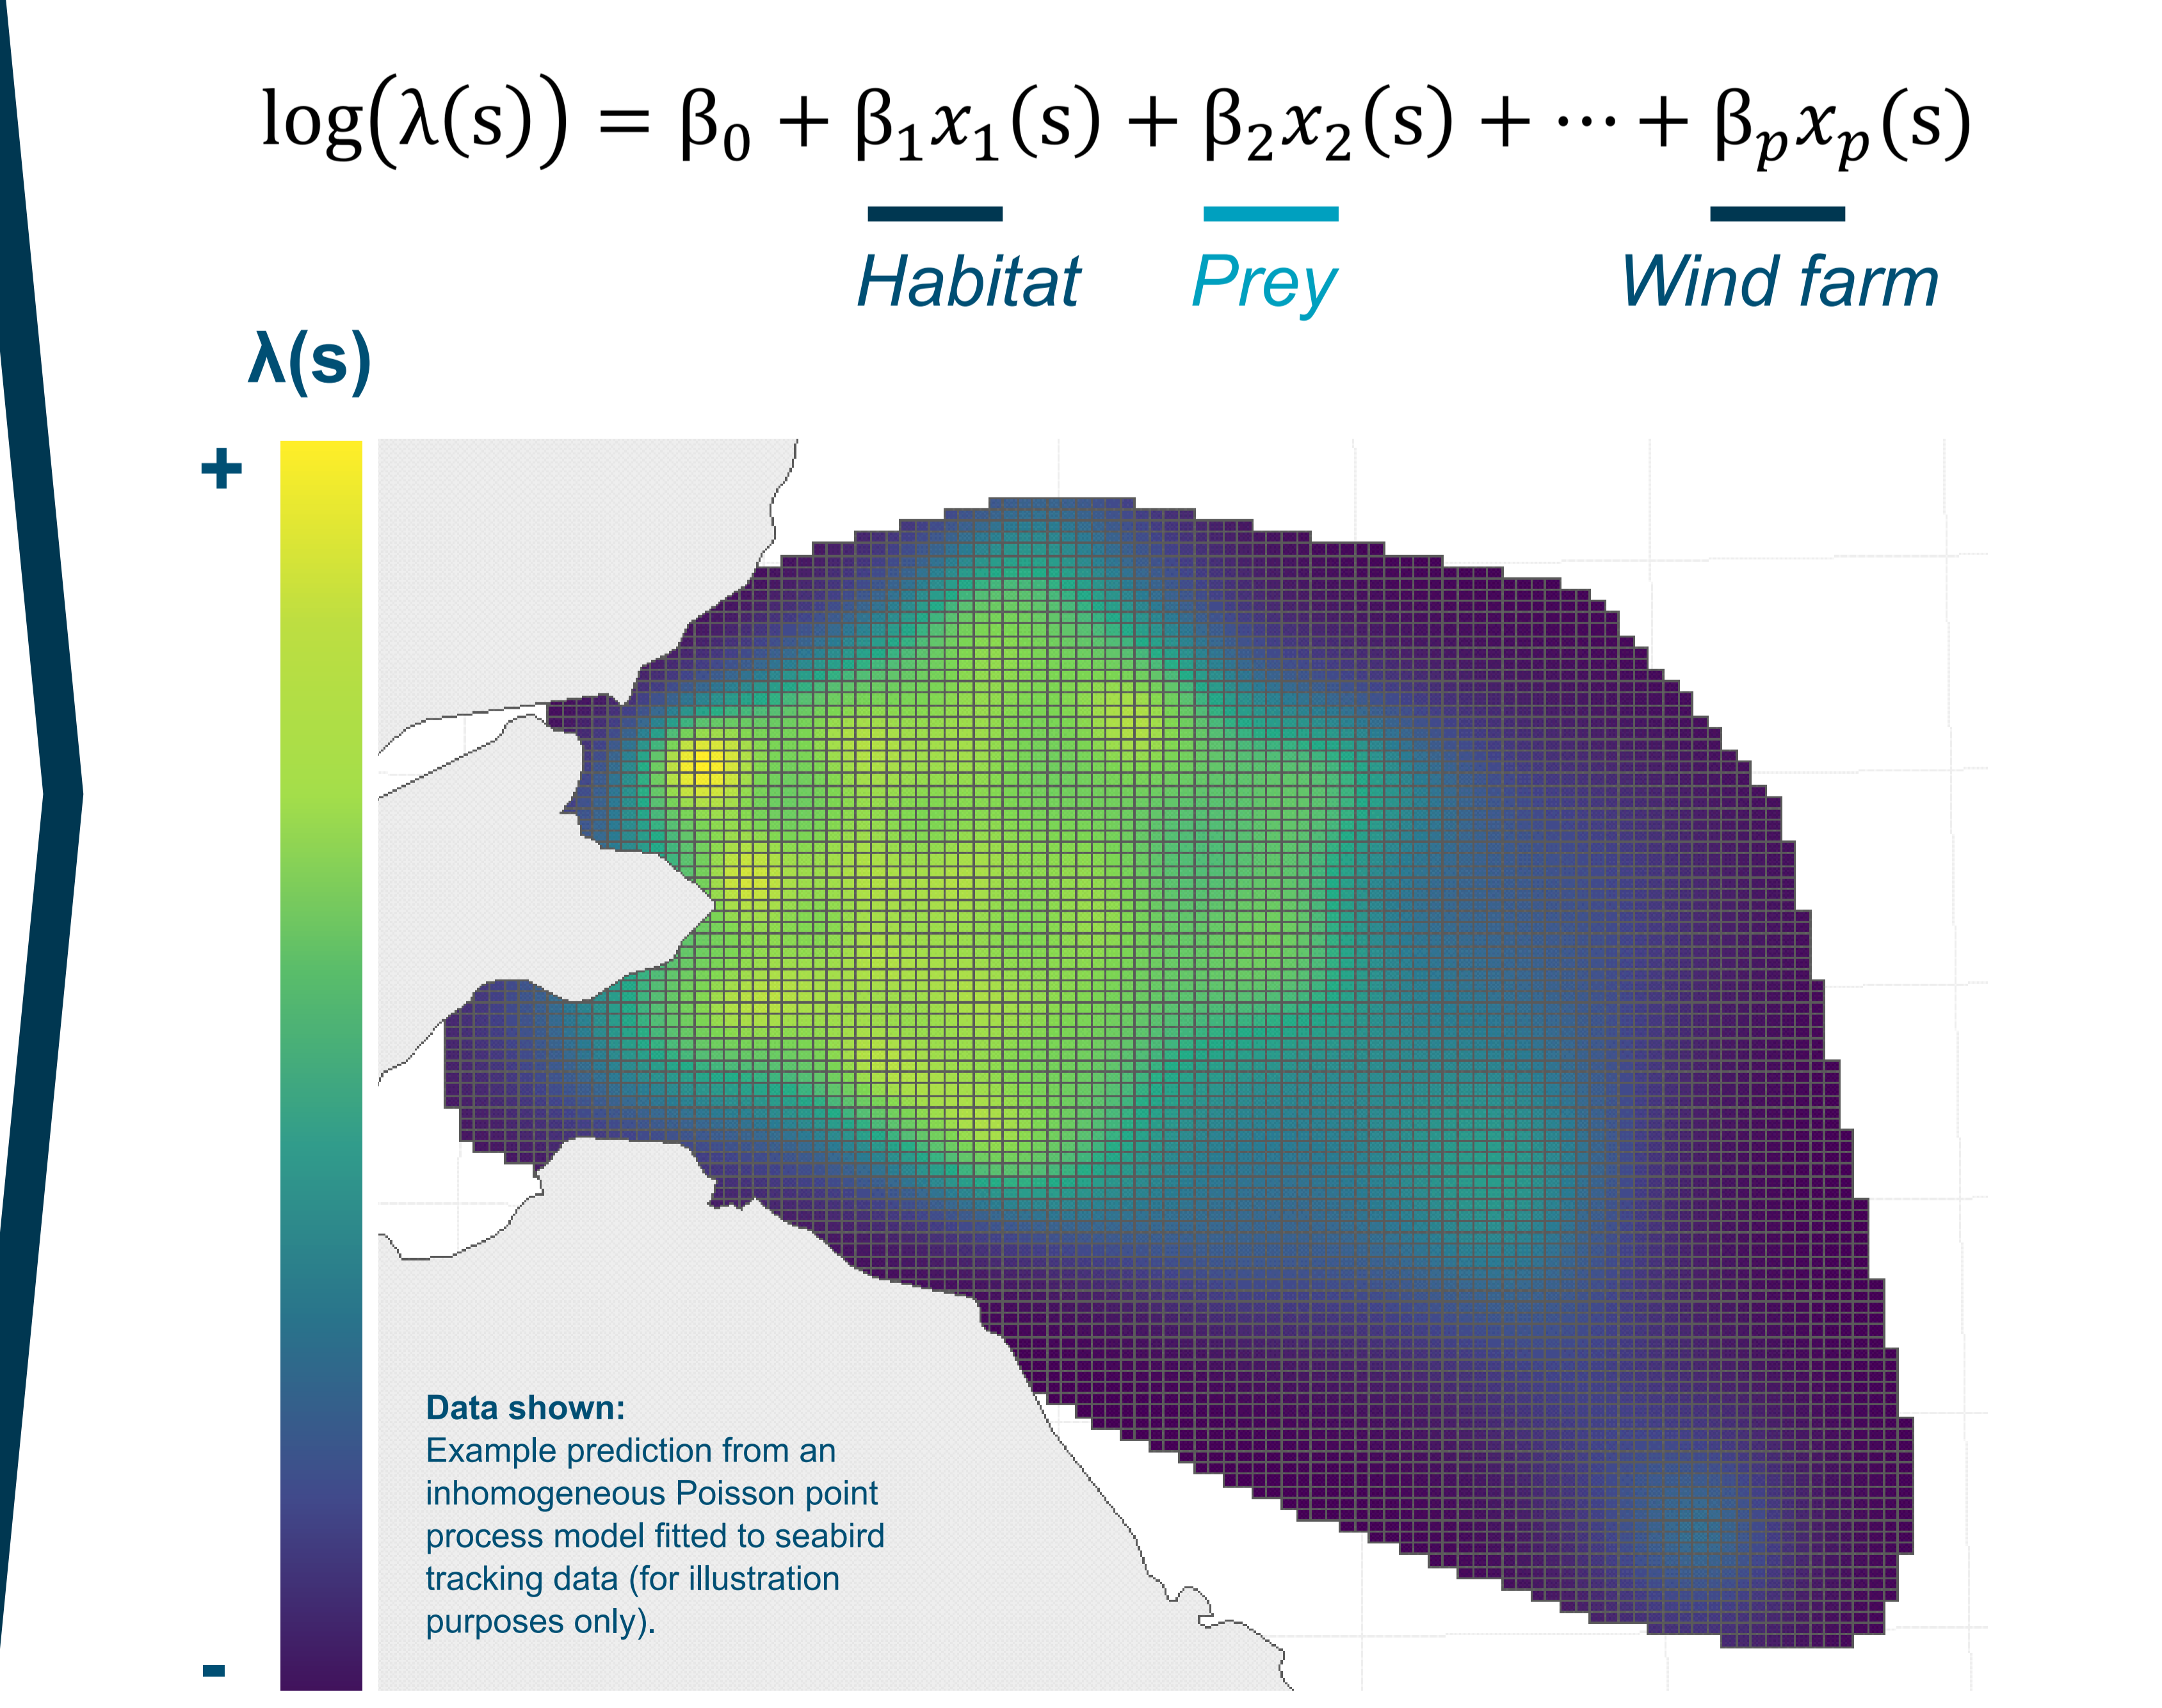 log(λ(s)) = β₀ + β₁x₁(s) + β₂x₂(s) + ⋯ + βₚxₚ(s)
Habitat Prey Wind farm
λ(s)
+
-
Data shown:
Example prediction from an
inhomogeneous Poisson point
process model fitted to seabird
tracking data (for illustration
purposes only).